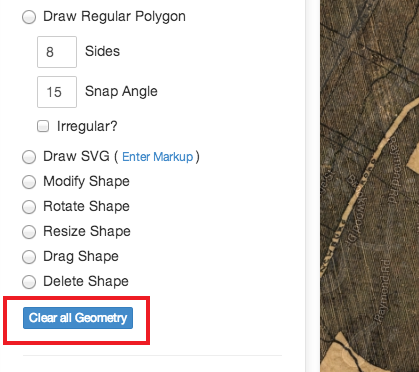 Draw Regular Polygon
8 Sides
15 Snap Angle
Irregular?
Draw SVG ( Enter Markup )
Modify Shape
Rotate Shape
Resize Shape
Drag Shape
Delete Shape
Clear all Geometry
Raymond Rd